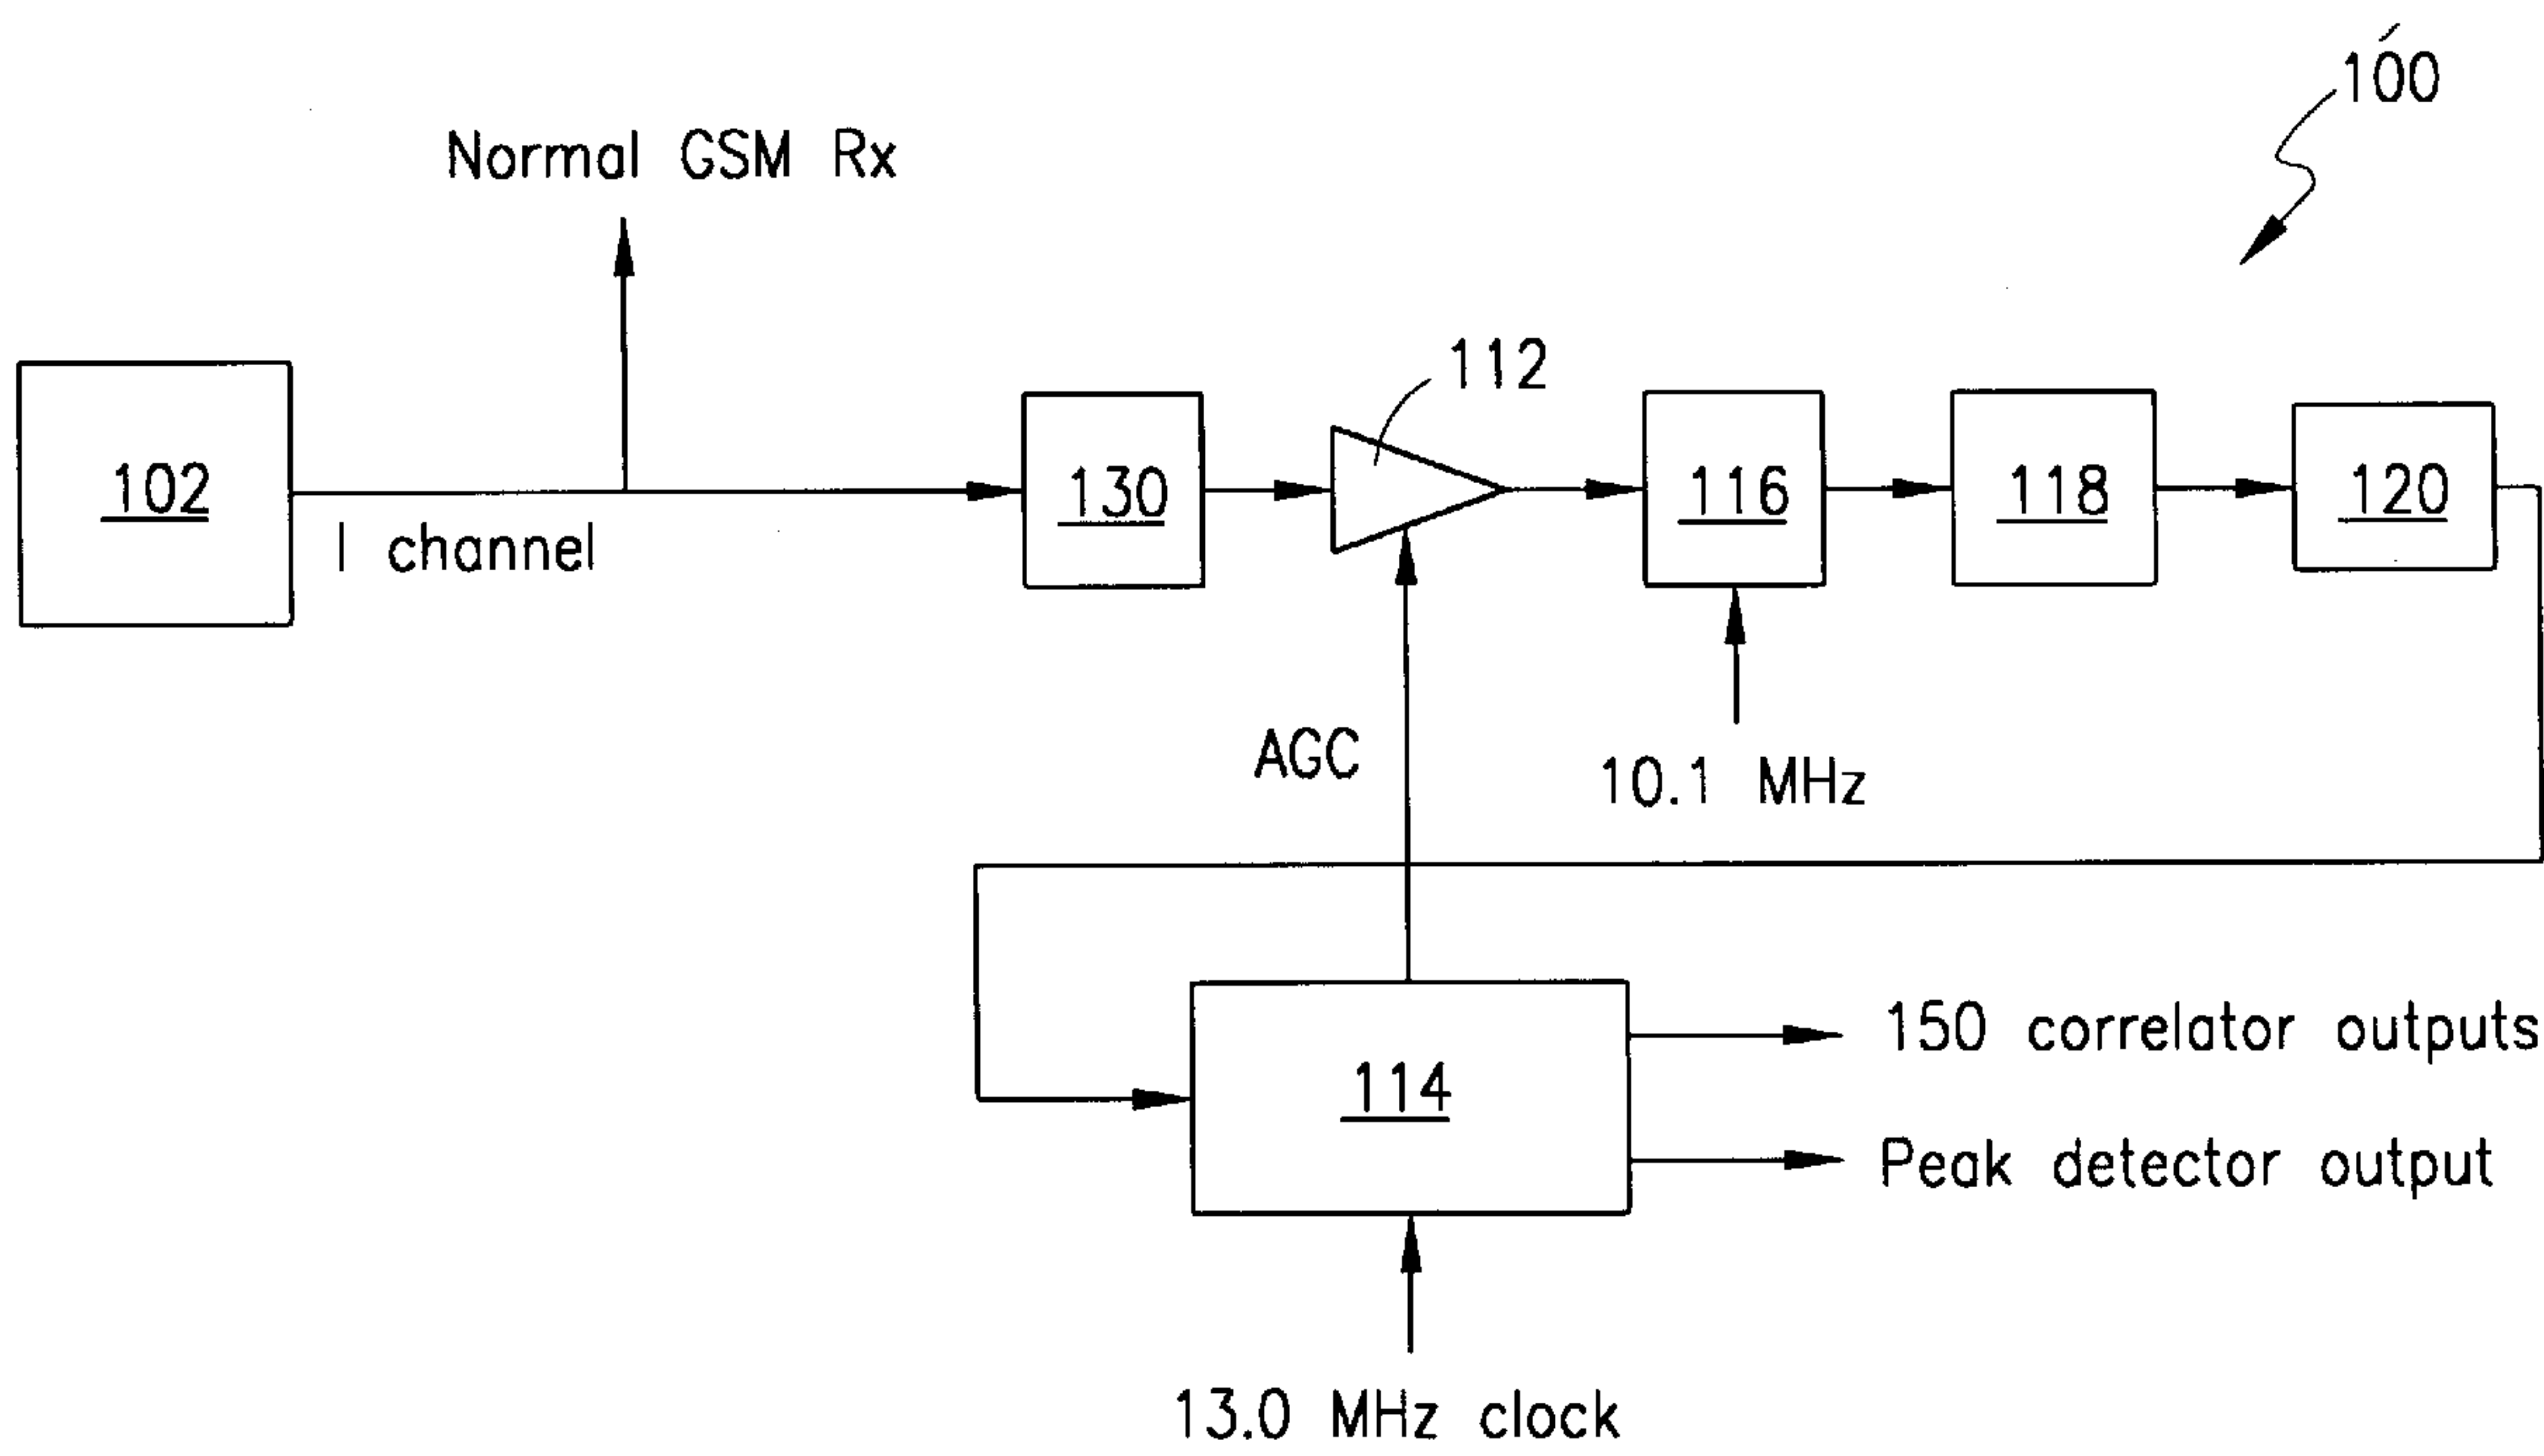 100
Normal GSM Rx
112
102
130
116
118
120
I channel
AGC
10.1 MHz
150 correlator outputs
114
Peak detector output
13.0 MHz clock